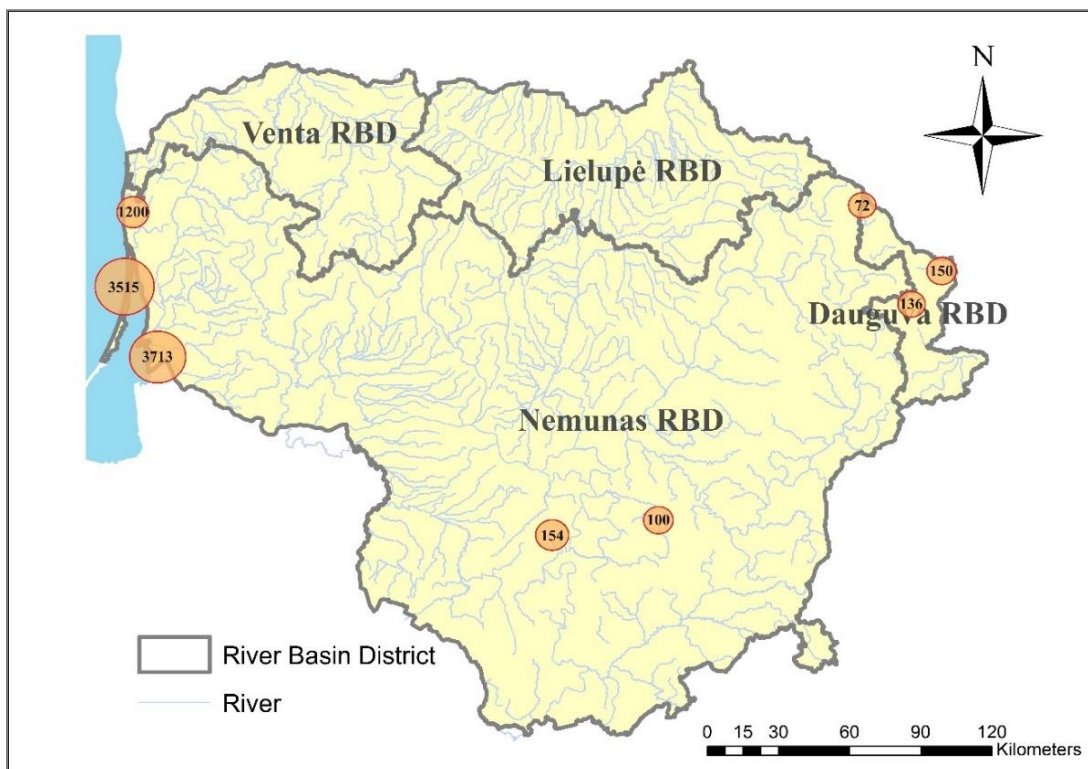 N
Venta RBD
Lielupė RBD
1200
72
3515
150
136
Dauguva RBD
3713
Nemunas RBD
154
100
River Basin District
River
0 15 30 60 90 120
Kilometers